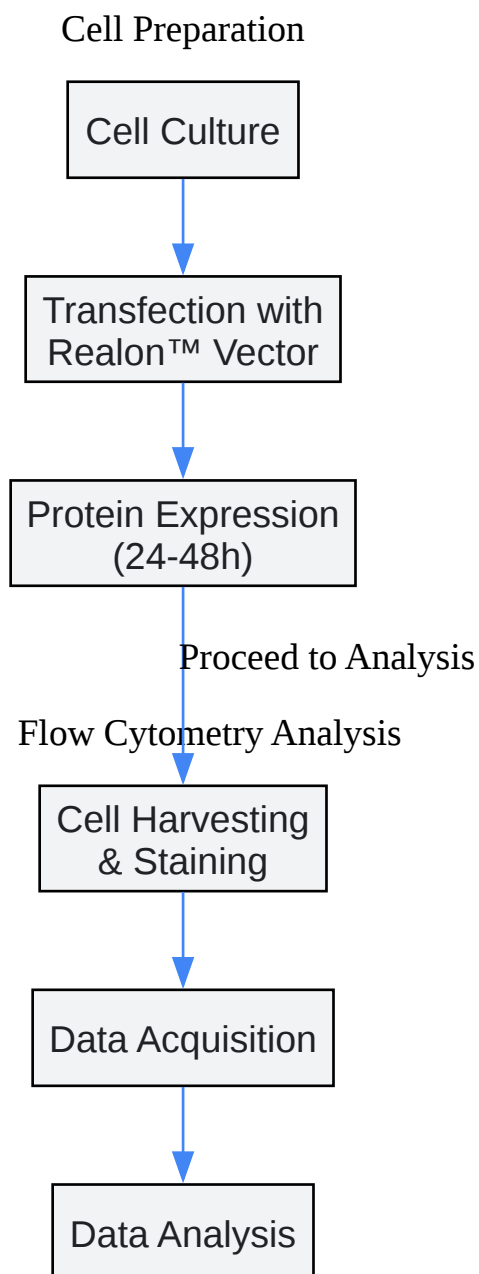 Cell Preparation
Cell Culture
Transfection with
Realon™ Vector
Protein Expression
(24-48h)
Proceed to Analysis
Flow Cytometry Analysis
Cell Harvesting
& Staining
Data Acquisition
Data Analysis